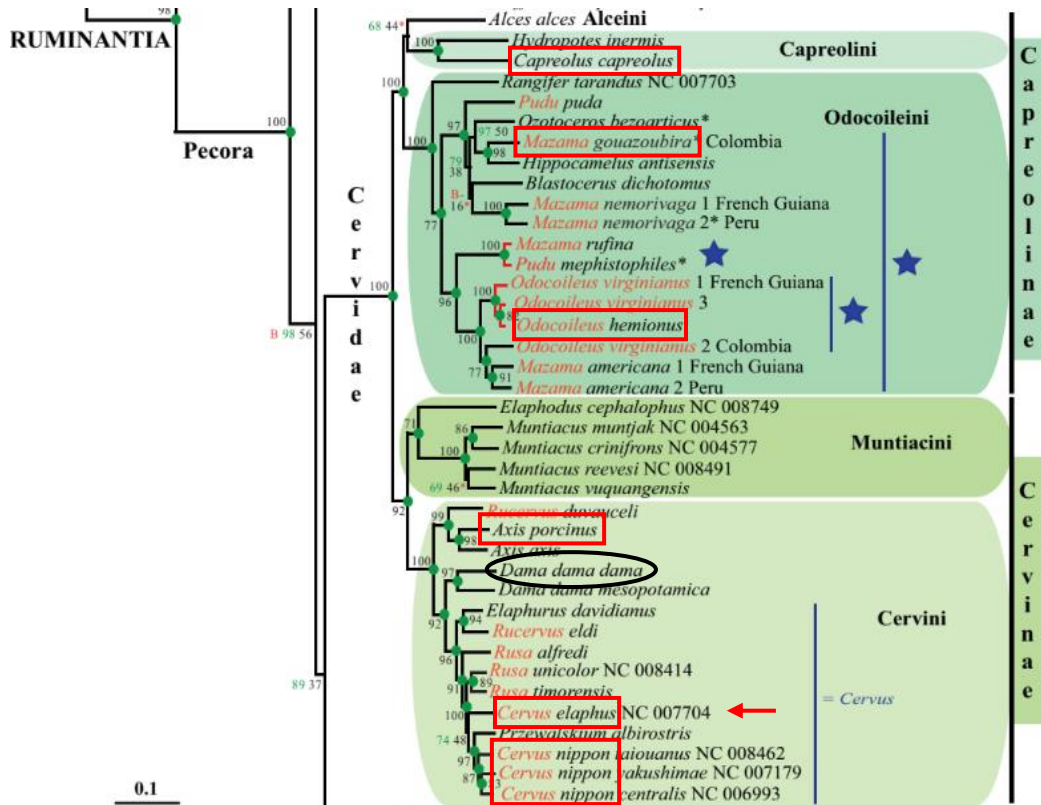 98
RUMINANTIA
100
Pecora
B 98 56
89 37
0.1
Cervidae
100
100
68 44*
Alces alces Alceini
Hydropotes inermis
100
Capreolus capreolus
Capreolini
Rangifer tarandus NC 007703
Pudu puda
Odocoileini
97
Ozotoceros bezoarticus*
97 50
Mazama gouazoubira* Colombia
98
79
38
Hippocamelus antisensis
Blastocerus dichotomus
B-
16*
Mazama nemorivaga 1 French Guiana
100
Mazama nemorivaga 2* Peru
77
Mazama rufina
100
Pudu mephistophiles*
96
Odocoileus virginianus 1 French Guiana
100
Odocoileus virginianus 3
Odocoileus hemionus
100
Odocoileus virginianus 2 Colombia
77
Mazama americana 1 French Guiana
91
Mazama americana 2 Peru
Capreolinae
Elaphodus cephalophus NC 008749
71
Muntiacus muntjak NC 004563
86
Muntiacus crinifrons NC 004577
Muntiacini
100
Muntiacus reevesi NC 008491
69 46*
Muntiacus vuquangensis
92
Rucervus duvauceli
99
Axis porcinus
98
Axis axis
100
Dama dama dama
97
Dama dama mesopotamica
92
Elaphurus davidianus
94
Cervini
Rucervus eldi
96
Rusa alfredi
Rusa unicolor NC 008414
89
91
Rusa timorensis
= Cervus
100
Cervus elaphus NC 007704
Przewalskium albirostris
74 48
Cervus nippon taiouanus NC 008462
97
Cervus nippon yakushimae NC 007179
87
Cervus nippon centralis NC 006993
Cervinae